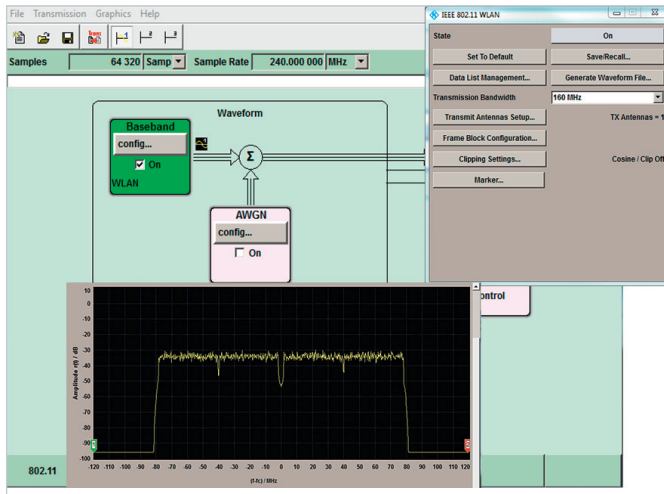 File Transmission Graphics Help
Trans
1 2 3
Samples 64 320 Samp Sample Rate 240.000 000 MHz
Waveform
Baseband
config...
On
WLAN
Σ
AWGN
config...
On
ontrol
802.11
IEEE 802.11 WLAN
State On
Set To Default Save/Recall...
Data List Management... Generate Waveform File...
Transmission Bandwidth 160 MHz
Transmit Antennas Setup... TX Antennas = 1
Frame Block Configuration...
Clipping Settings... Cosine / Clip Off
Marker...
Amplitude r(f) / dB
10
0
-10
-20
-30
-40
-50
-60
-70
-80
-90
-100
-120 -110 -100 -90 -80 -70 -60 -50 -40 -30 -20 -10 0 10 20 30 40 50 60 70 80 90 100 110 120
(f-fc) / MHz